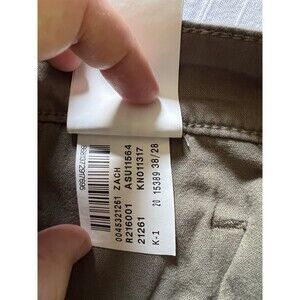 0045321261 ZACH
R216001 ASU11564
21261 KN011317
K-1 20 15389 38/28